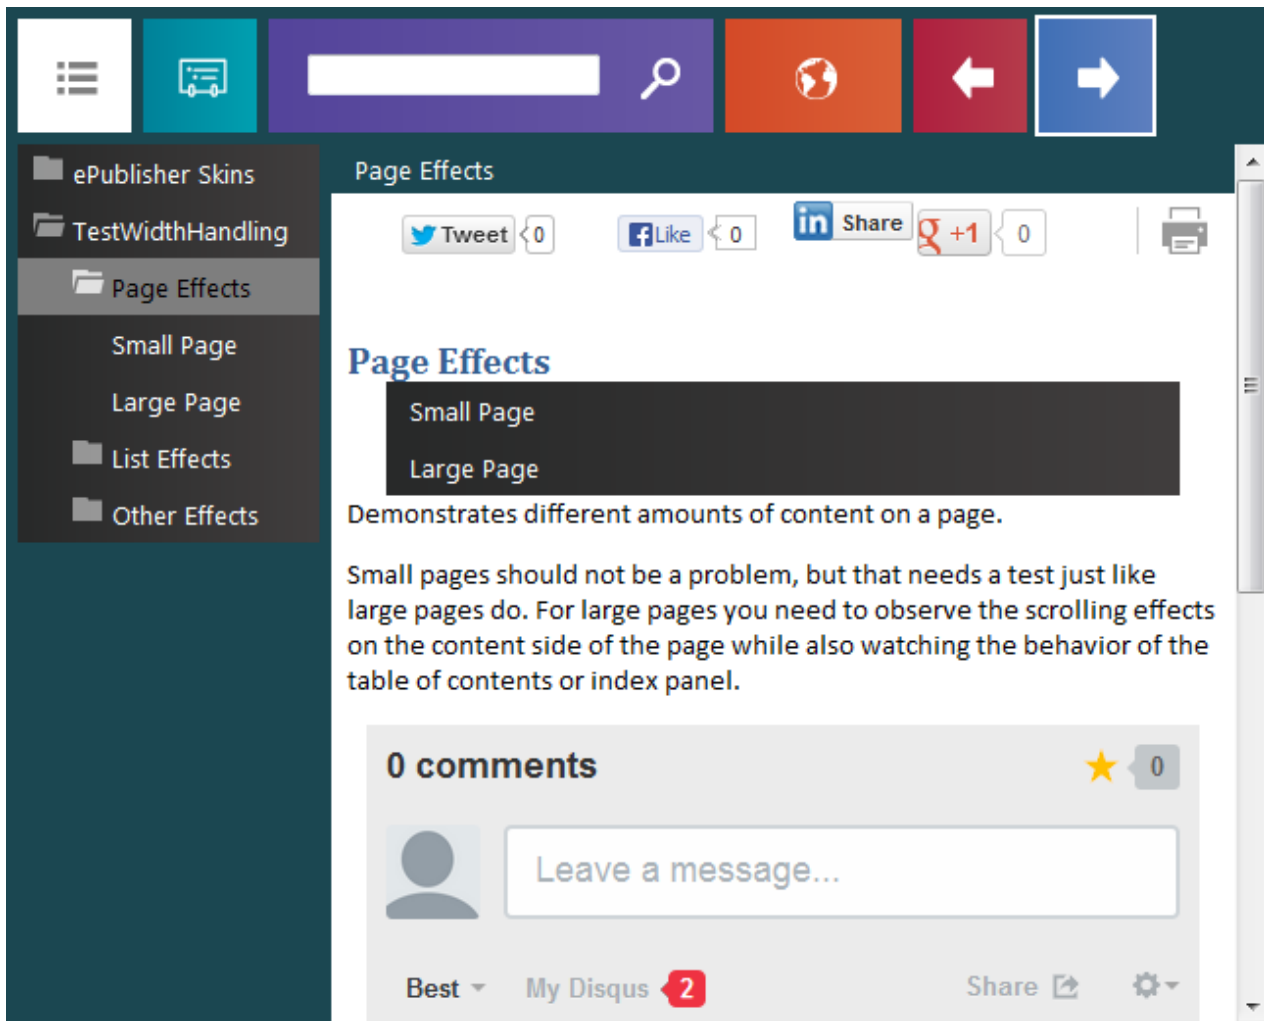 ePublisher Skins
TestWidthHandling
Page Effects
Small Page
Large Page
List Effects
Other Effects
Page Effects
Tweet 0
Like 0
in Share
g +1 0
Page Effects
Small Page
Large Page
Demonstrates different amounts of content on a page.
Small pages should not be a problem, but that needs a test just like
large pages do. For large pages you need to observe the scrolling effects
on the content side of the page while also watching the behavior of the
table of contents or index panel.
0 comments 0
Leave a message...
Best My Disqus 2 Share